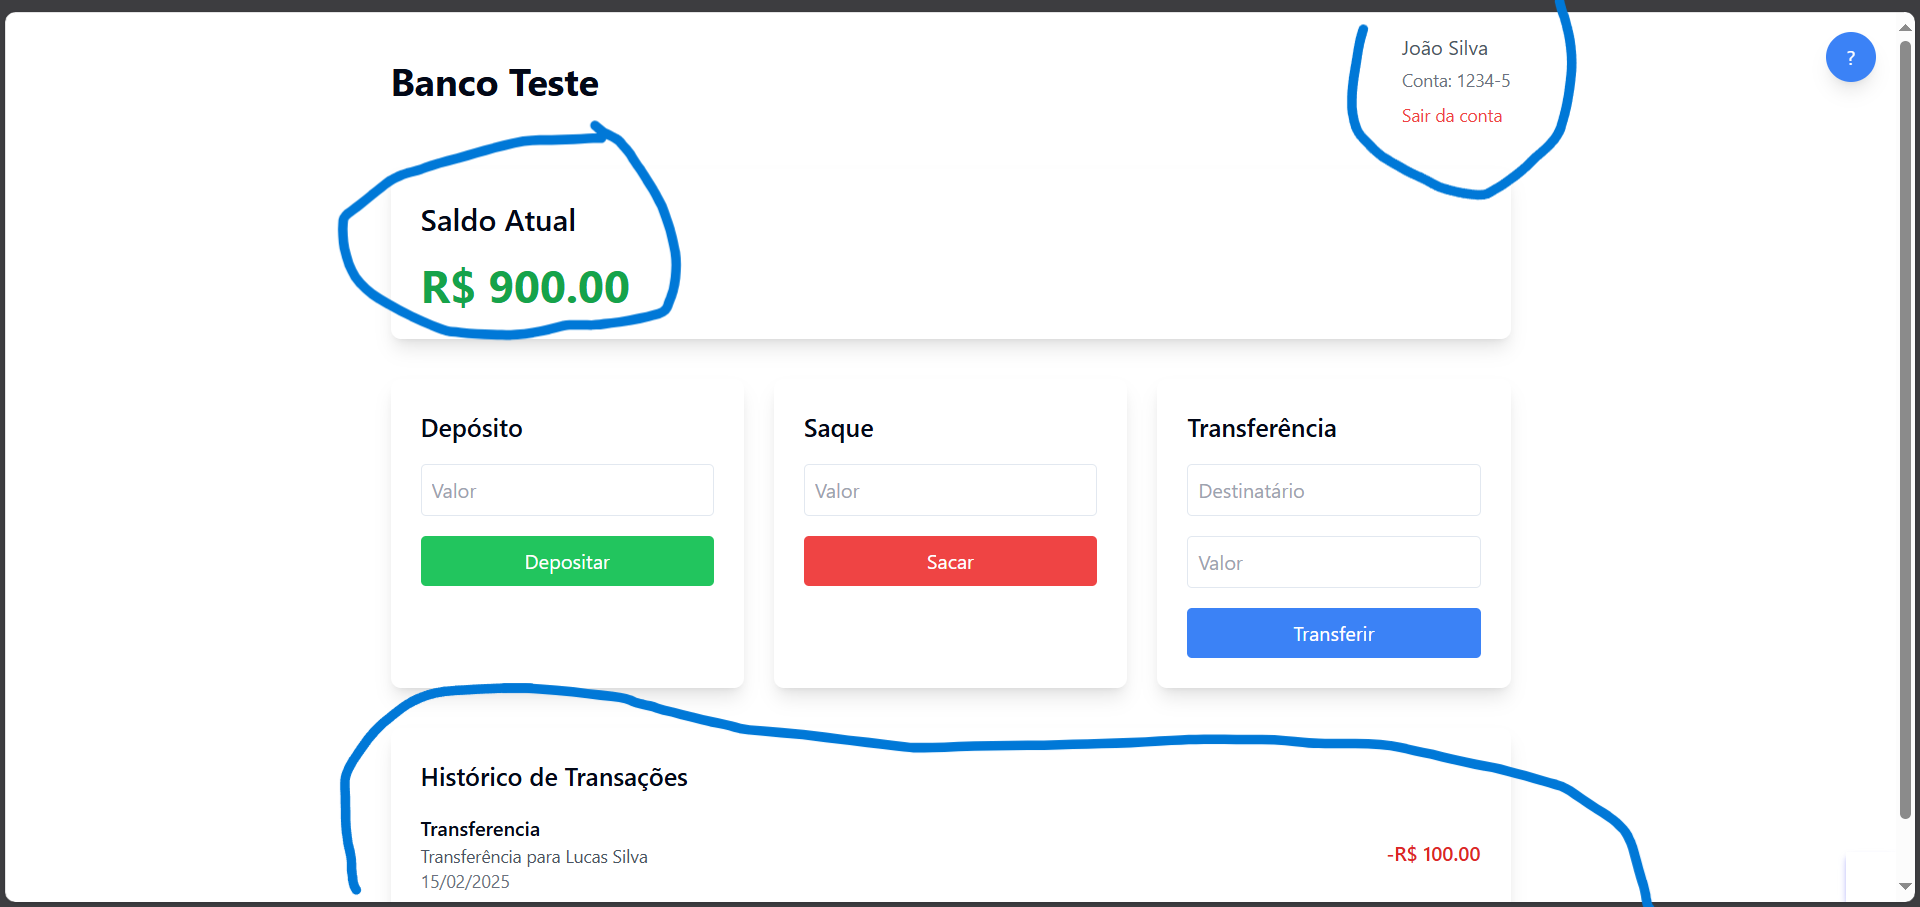 Banco Teste
João Silva
Conta: 1234-5
Sair da conta
?
Saldo Atual
R$ 900.00
Depósito
Valor
Depositar
Saque
Valor
Sacar
Transferência
Destinatário
Valor
Transferir
Histórico de Transações
Transferencia
Transferência para Lucas Silva
15/02/2025
-R$ 100.00